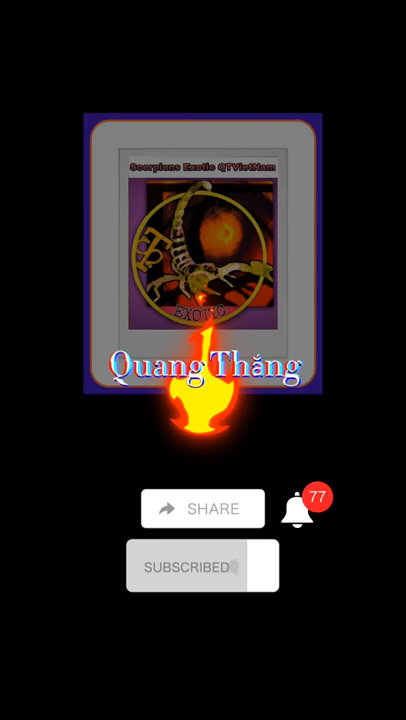 Scorpions Exotic QTVietNam
EXOTIC
Quang Thắng
SHARE
77
SUBSCRIBED